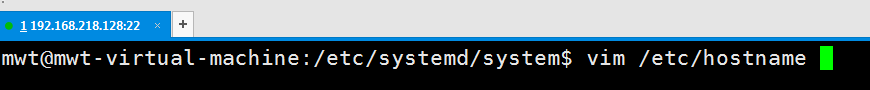 1 192.168.218.128:22 × +
mwt@mwt-virtual-machine:/etc/systemd/system$ vim /etc/hostname